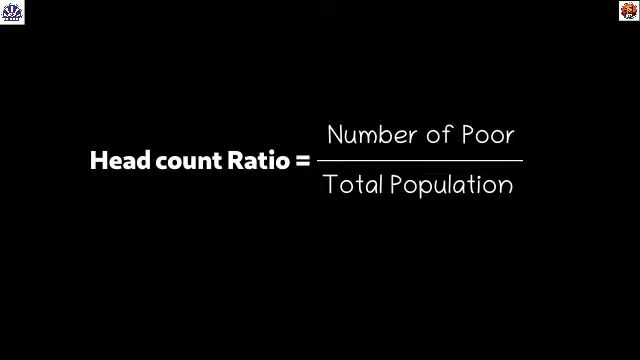 Head count Ratio = Number of Poor
Total Population